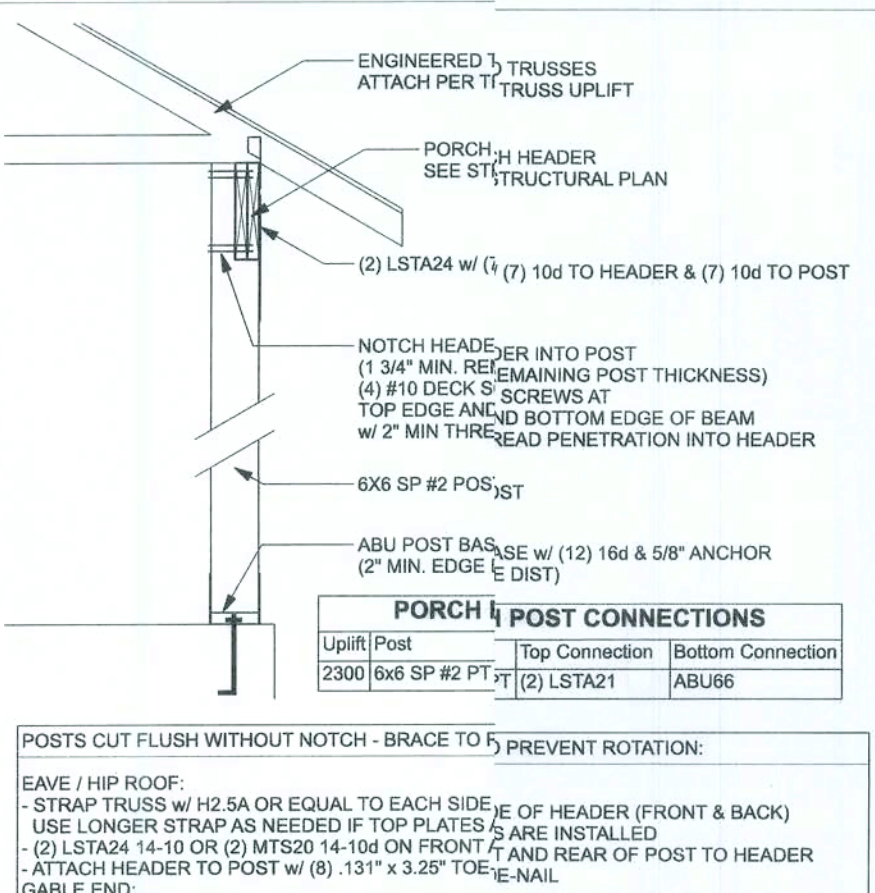 ENGINEERED TRUSSES
ATTACH PER TRUSS UPLIFT
PORCH HEADER
SEE STRUCTURAL PLAN
(2) LSTA24 w/ (7) 10d TO HEADER & (7) 10d TO POST
NOTCH HEADER INTO POST
(1 3/4" MIN. REMAINING POST THICKNESS)
(4) #10 DECK SCREWS AT
TOP EDGE AND BOTTOM EDGE OF BEAM
w/ 2" MIN THREAD PENETRATION INTO HEADER
6X6 SP #2 POST
ABU POST BASE w/ (12) 16d & 5/8" ANCHOR
(2" MIN. EDGE DIST)
PORCH POST CONNECTIONS
Uplift Post Top Connection Bottom Connection
2300 6x6 SP #2 PT (2) LSTA21 ABU66
POSTS CUT FLUSH WITHOUT NOTCH - BRACE TO PREVENT ROTATION:
EAVE / HIP ROOF:
- STRAP TRUSS w/ H2.5A OR EQUAL TO EACH SIDE OF HEADER (FRONT & BACK)
USE LONGER STRAP AS NEEDED IF TOP PLATES ARE INSTALLED
- (2) LSTA24 14-10 OR (2) MTS20 14-10d ON FRONT AND REAR OF POST TO HEADER
- ATTACH HEADER TO POST w/ (8) .131" x 3.25" TOE-NAIL
GABLE END: